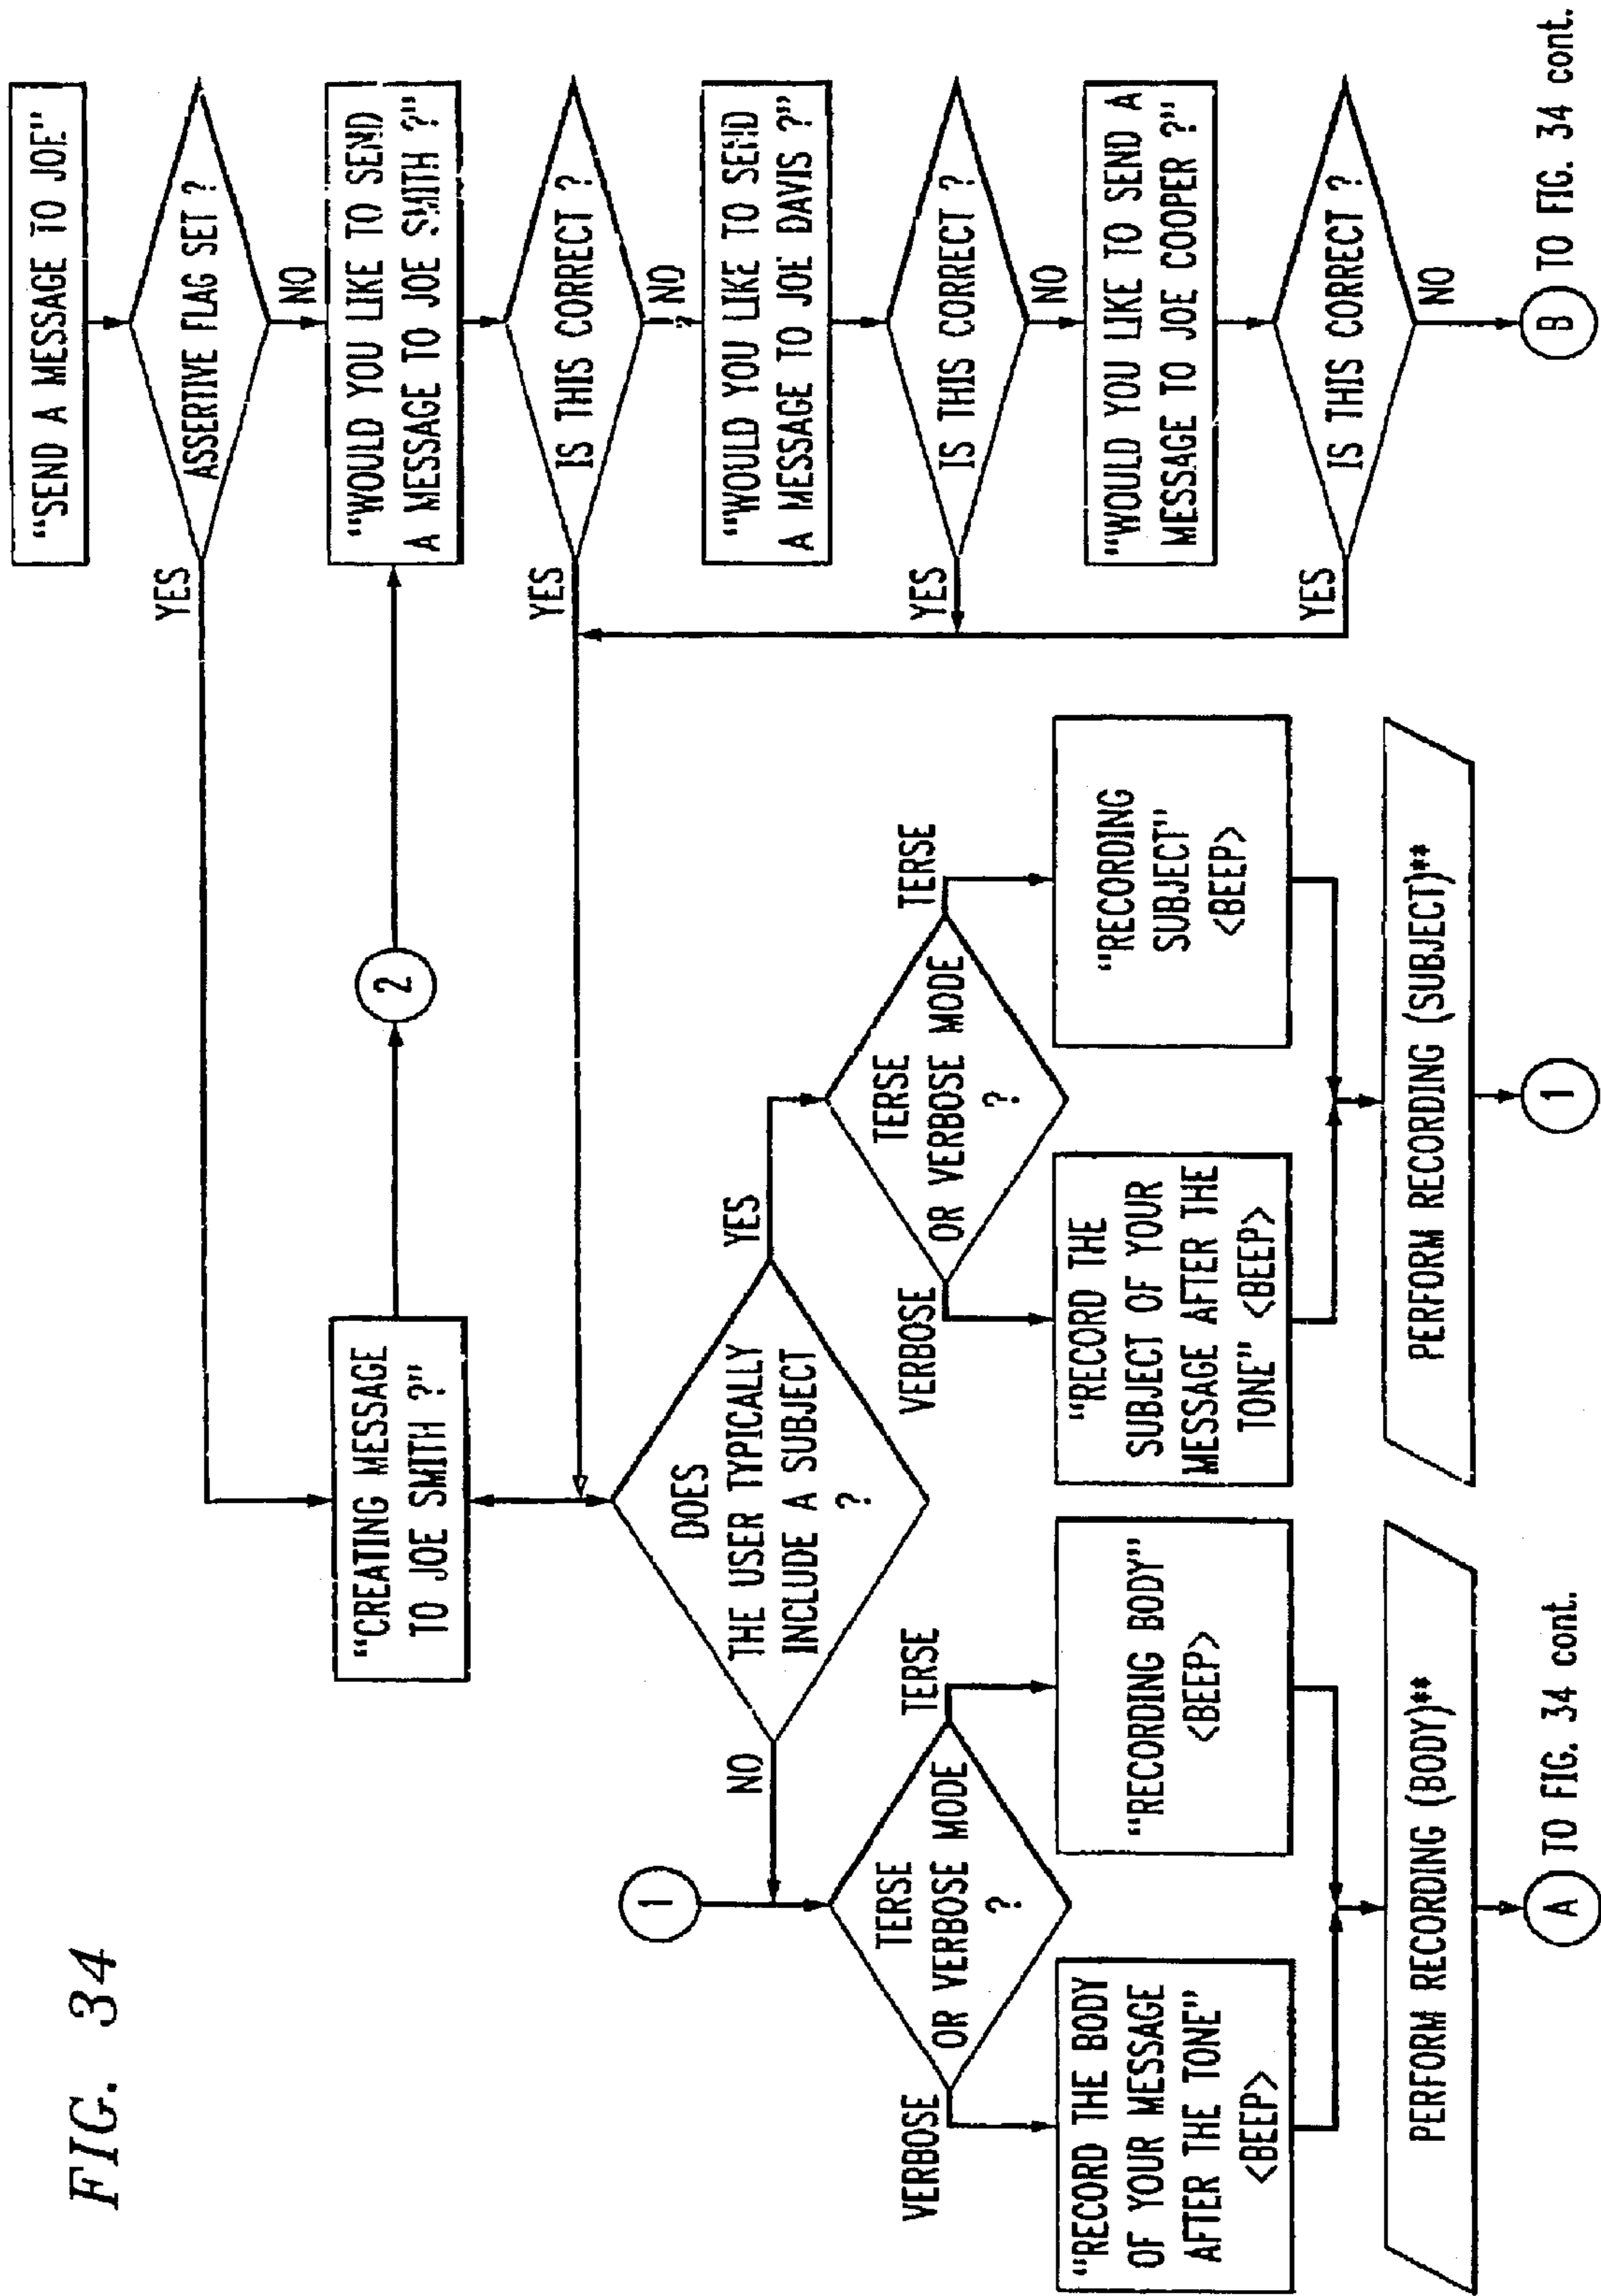 FIG. 34
"SEND A MESSAGE TO JOE"
ASSERTIVE FLAG SET ?
YES
NO
"WOULD YOU LIKE TO SEND
A MESSAGE TO JOE SMITH ?"
IS THIS CORRECT ?
YES
NO
"WOULD YOU LIKE TO SEND
A MESSAGE TO JOE DAVIS ?"
IS THIS CORRECT ?
YES
NO
"WOULD YOU LIKE TO SEND A
MESSAGE TO JOE COOPER ?"
IS THIS CORRECT ?
YES
NO
B TO FIG. 34 cont.
"CREATING MESSAGE
TO JOE SMITH ?"
2
DOES
THE USER TYPICALLY
INCLUDE A SUBJECT
?
YES
NO
TERSE
OR VERBOSE MODE
?
VERBOSE
TERSE
"RECORD THE
SUBJECT OF YOUR
MESSAGE AFTER THE
TONE" <BEEP>
"RECORDING
SUBJECT"
<BEEP>
PERFORM RECORDING (SUBJECT)**
1
1
TERSE
OR VERBOSE MODE
?
VERBOSE
TERSE
"RECORD THE BODY
OF YOUR MESSAGE
AFTER THE TONE"
<BEEP>
"RECORDING BODY"
<BEEP>
PERFORM RECORDING (BODY)**
A TO FIG. 34 cont.